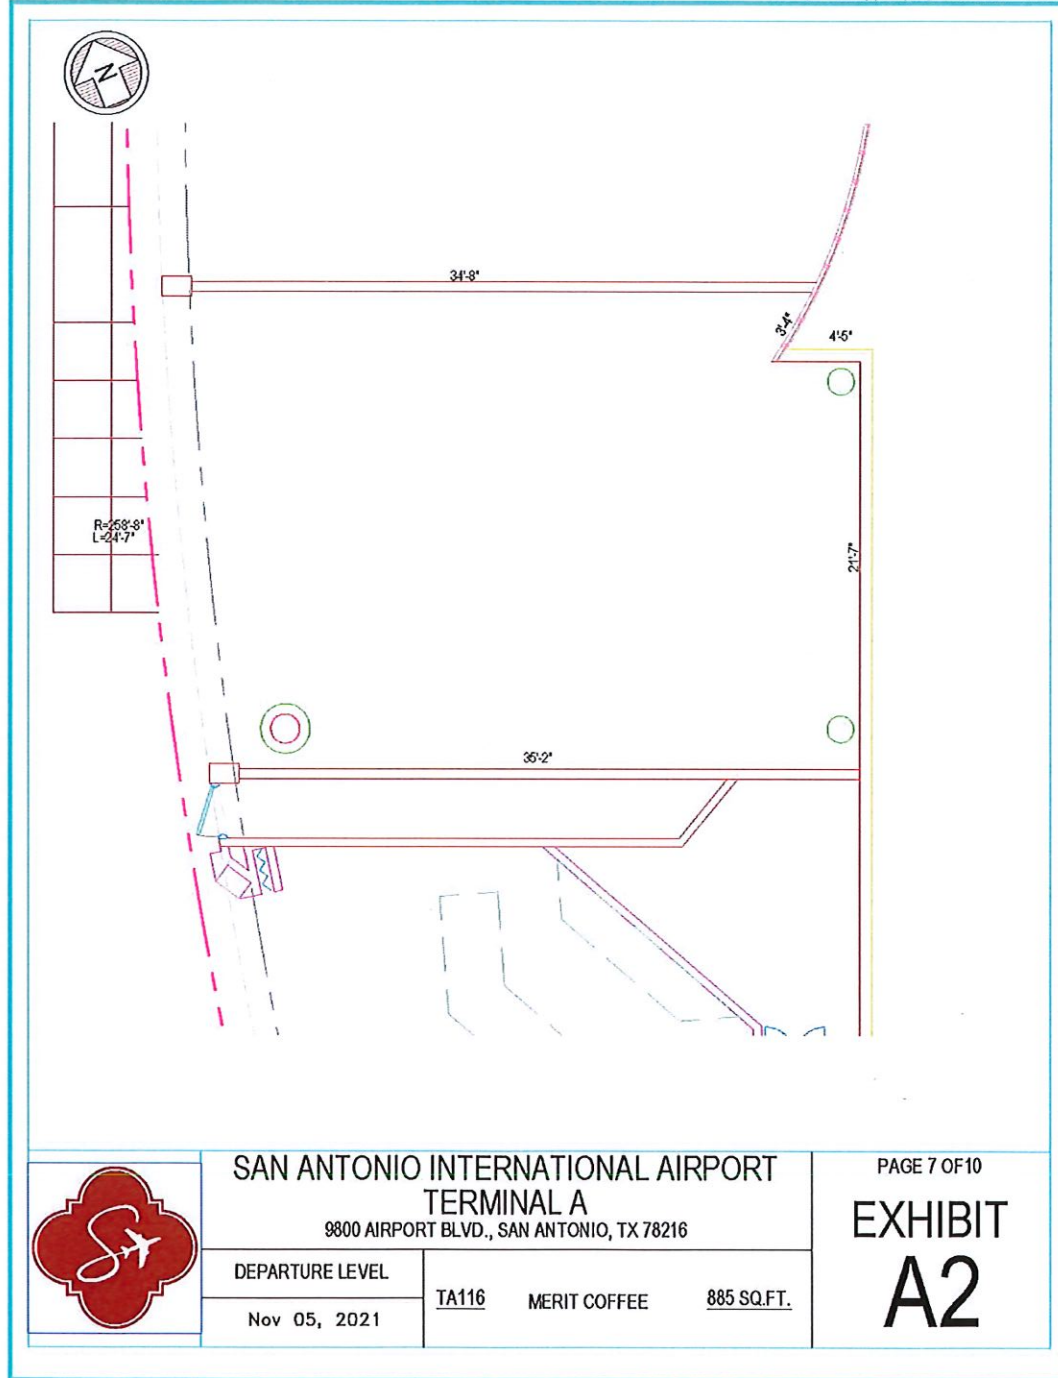 N
34'-8"
3'-4"
4'-5"
R=258'-8"
L=24'-7"
21'-7"
35'-2"
SAN ANTONIO INTERNATIONAL AIRPORT
TERMINAL A
9800 AIRPORT BLVD., SAN ANTONIO, TX 78216
DEPARTURE LEVEL
Nov 05, 2021
TA116 MERIT COFFEE 885 SQ.FT.
PAGE 7 OF10
EXHIBIT
A2
SA